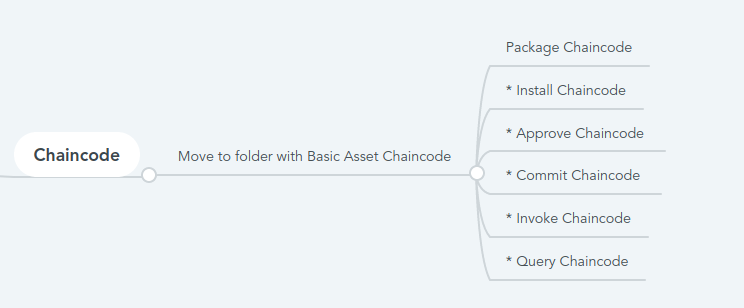 Chaincode
Move to folder with Basic Asset Chaincode
Package Chaincode
* Install Chaincode
* Approve Chaincode
* Commit Chaincode
* Invoke Chaincode
* Query Chaincode